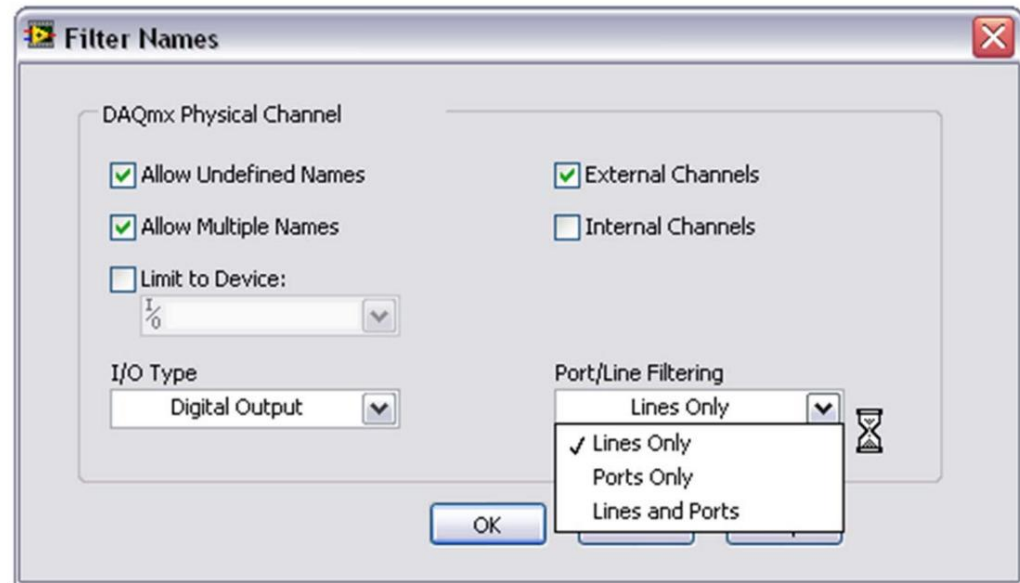 Filter Names
DAQmx Physical Channel
Allow Undefined Names
External Channels
Allow Multiple Names
Internal Channels
Limit to Device:
I/O
I/O Type
Port/Line Filtering
Digital Output
Lines Only
Lines Only
Ports Only
Lines and Ports
OK